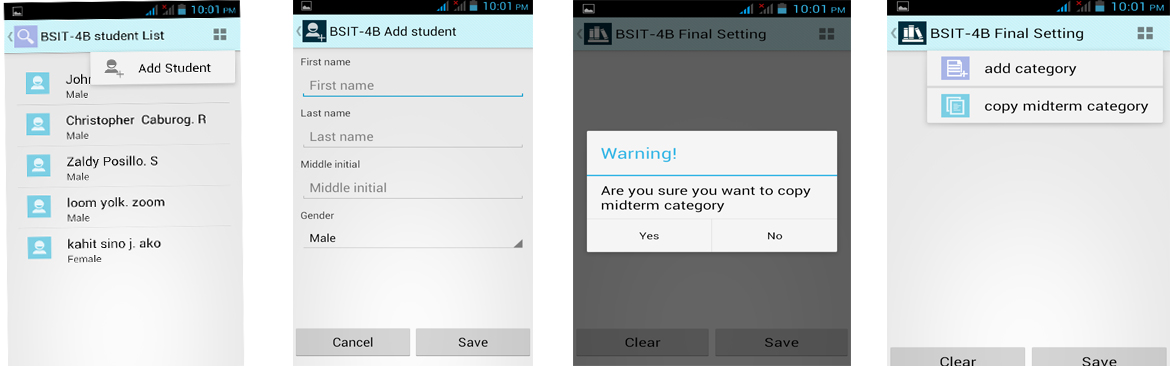 10:01 PM
BSIT-4B student List
Add Student
Male
Christopher Caburog. R
Male
Zaldy Posillo. S
Male
loom yolk. zoom
Male
kahit sino j. ako
Female
10:01 PM
BSIT-4B Add student
First name
First name
Last name
Last name
Middle initial
Middle initial
Gender
Male
Cancel Save
10:01 PM
BSIT-4B Final Setting
Warning!
Are you sure you want to copy
midterm category
Yes No
Clear Save
10:01 PM
BSIT-4B Final Setting
add category
copy midterm category
Clear Save